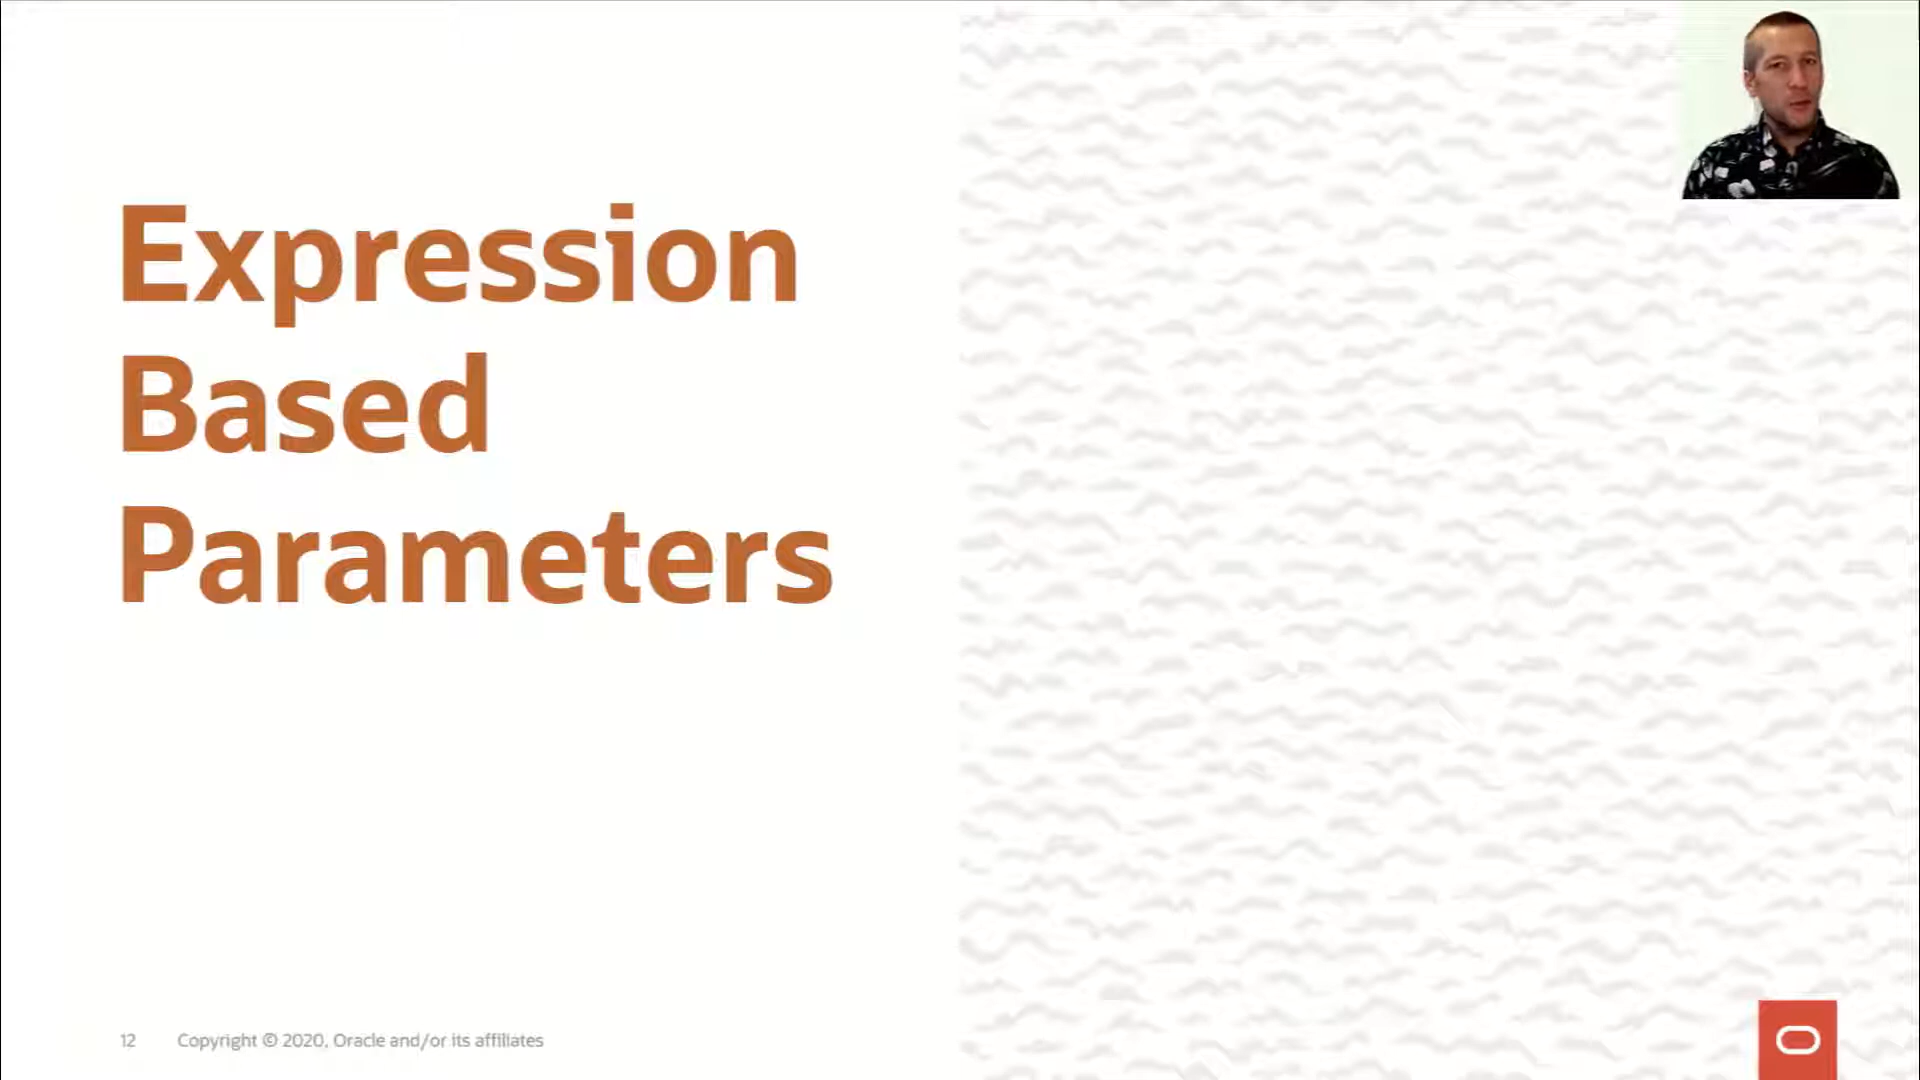 Expression
Based
Parameters
12 Copyright © 2020, Oracle and/or its affiliates